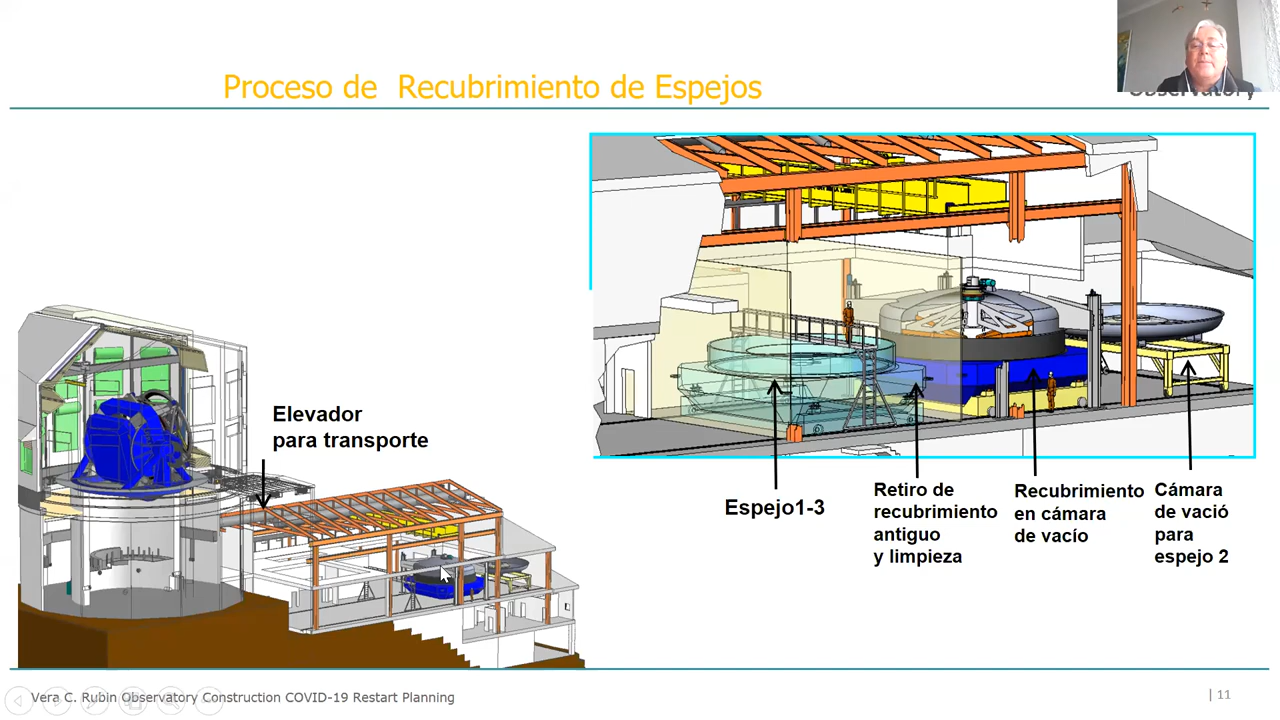 Proceso de Recubrimiento de Espejos
Observatory
Elevador
para transporte
Espejo1-3
Retiro de
recubrimiento
antiguo
y limpieza
Recubrimiento
en cámara
de vacío
Cámara
de vació
para
espejo 2
Vera C. Rubin Observatory Construction COVID-19 Restart Planning
| 11